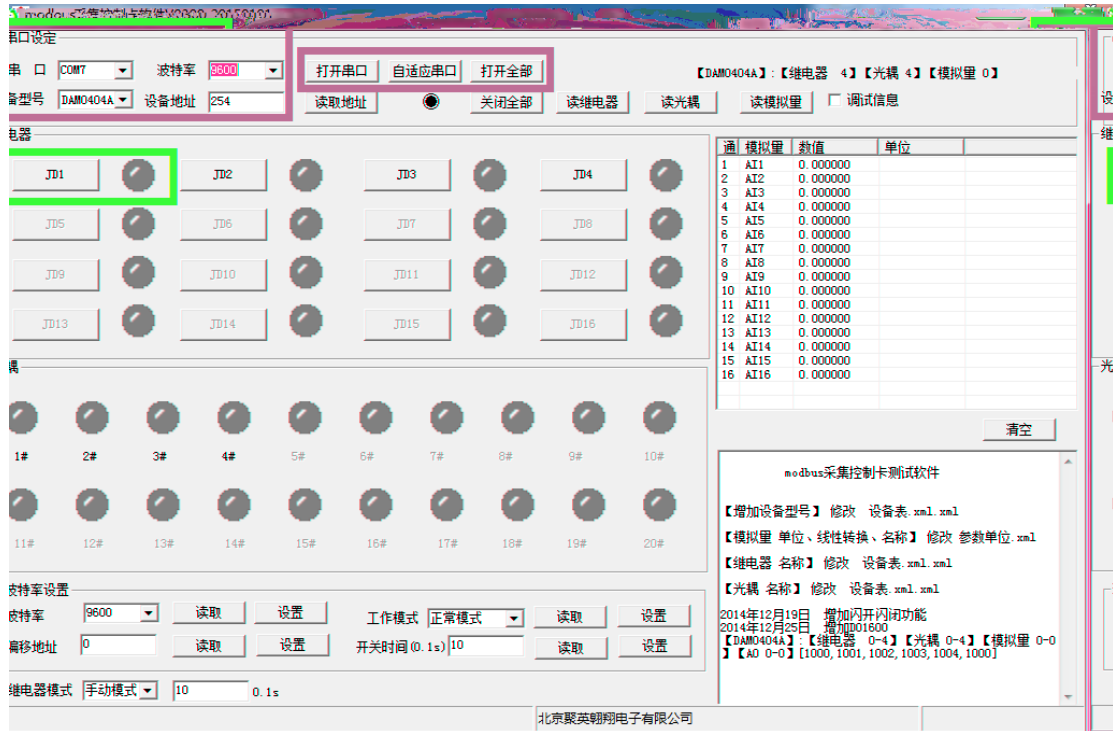 串口设定
串 口 COM7 波特率 9600 打开串口 自适应串口 打开全部 【DAM0404A】:【继电器 4】【光耦 4】【模拟量 0】
备型号 DAM0404A 设备地址 254 读取地址 关闭全部 读继电器 读光耦 读模拟量 调试信息
设
电器
继
JD1 JD2 JD3 JD4
JD5 JD6 JD7 JD8
JD9 JD10 JD11 JD12
JD13 JD14 JD15 JD16
通 模拟量 数值 单位
1 AI1 0.000000
2 AI2 0.000000
3 AI3 0.000000
4 AI4 0.000000
5 AI5 0.000000
6 AI6 0.000000
7 AI7 0.000000
8 AI8 0.000000
9 AI9 0.000000
10 AI10 0.000000
11 AI11 0.000000
12 AI12 0.000000
13 AI13 0.000000
14 AI14 0.000000
15 AI15 0.000000
16 AI16 0.000000
耦
光
1# 2# 3# 4# 5# 6# 7# 8# 9# 10#
11# 12# 13# 14# 15# 16# 17# 18# 19# 20#
清空
modbus采集控制卡测试软件
【增加设备型号】 修改 设备表.xml.xml
【模拟量 单位、线性转换、名称】 修改 参数单位.xml
【继电器 名称】 修改 设备表.xml.xml
【光耦 名称】 修改 设备表.xml.xml
2014年12月19日 增加闪开闪闭功能
2014年12月25日 增加DO1600
【DAM0404A】:【继电器 0-4】【光耦 0-4】【模拟量 0-0
】【AO 0-0】[1000,1001,1002,1003,1004,1000]
波特率设置
波特率 9600 读取 设置 工作模式 正常模式 读取 设置
偏移地址 0 读取 设置 开关时间(0.1s) 10 读取 设置
继电器模式 手动模式 10 0.1s
北京聚英翱翔电子有限公司